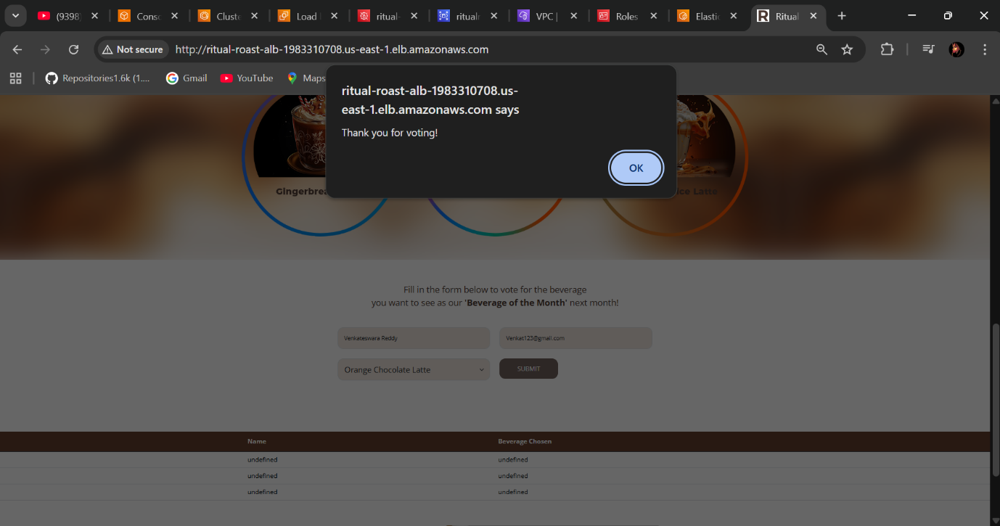 (9398)
Conso
Cluste
Load
ritual-
ritualr
VPC |
Roles
Elastic
Ritual
Not secure
http://ritual-roast-alb-1983310708.us-east-1.elb.amazonaws.com
Repositories1.6k (1....
Gmail
YouTube
Maps
ritual-roast-alb-1983310708.us-
east-1.elb.amazonaws.com says
Thank you for voting!
OK
Gingerbrea
ice Latte
Fill in the form below to vote for the beverage
you want to see as our 'Beverage of the Month' next month!
Venkateswara Reddy
Venkat123@gmail.com
Orange Chocolate Latte
SUBMIT
Name Beverage Chosen
undefined undefined
undefined undefined
undefined undefined